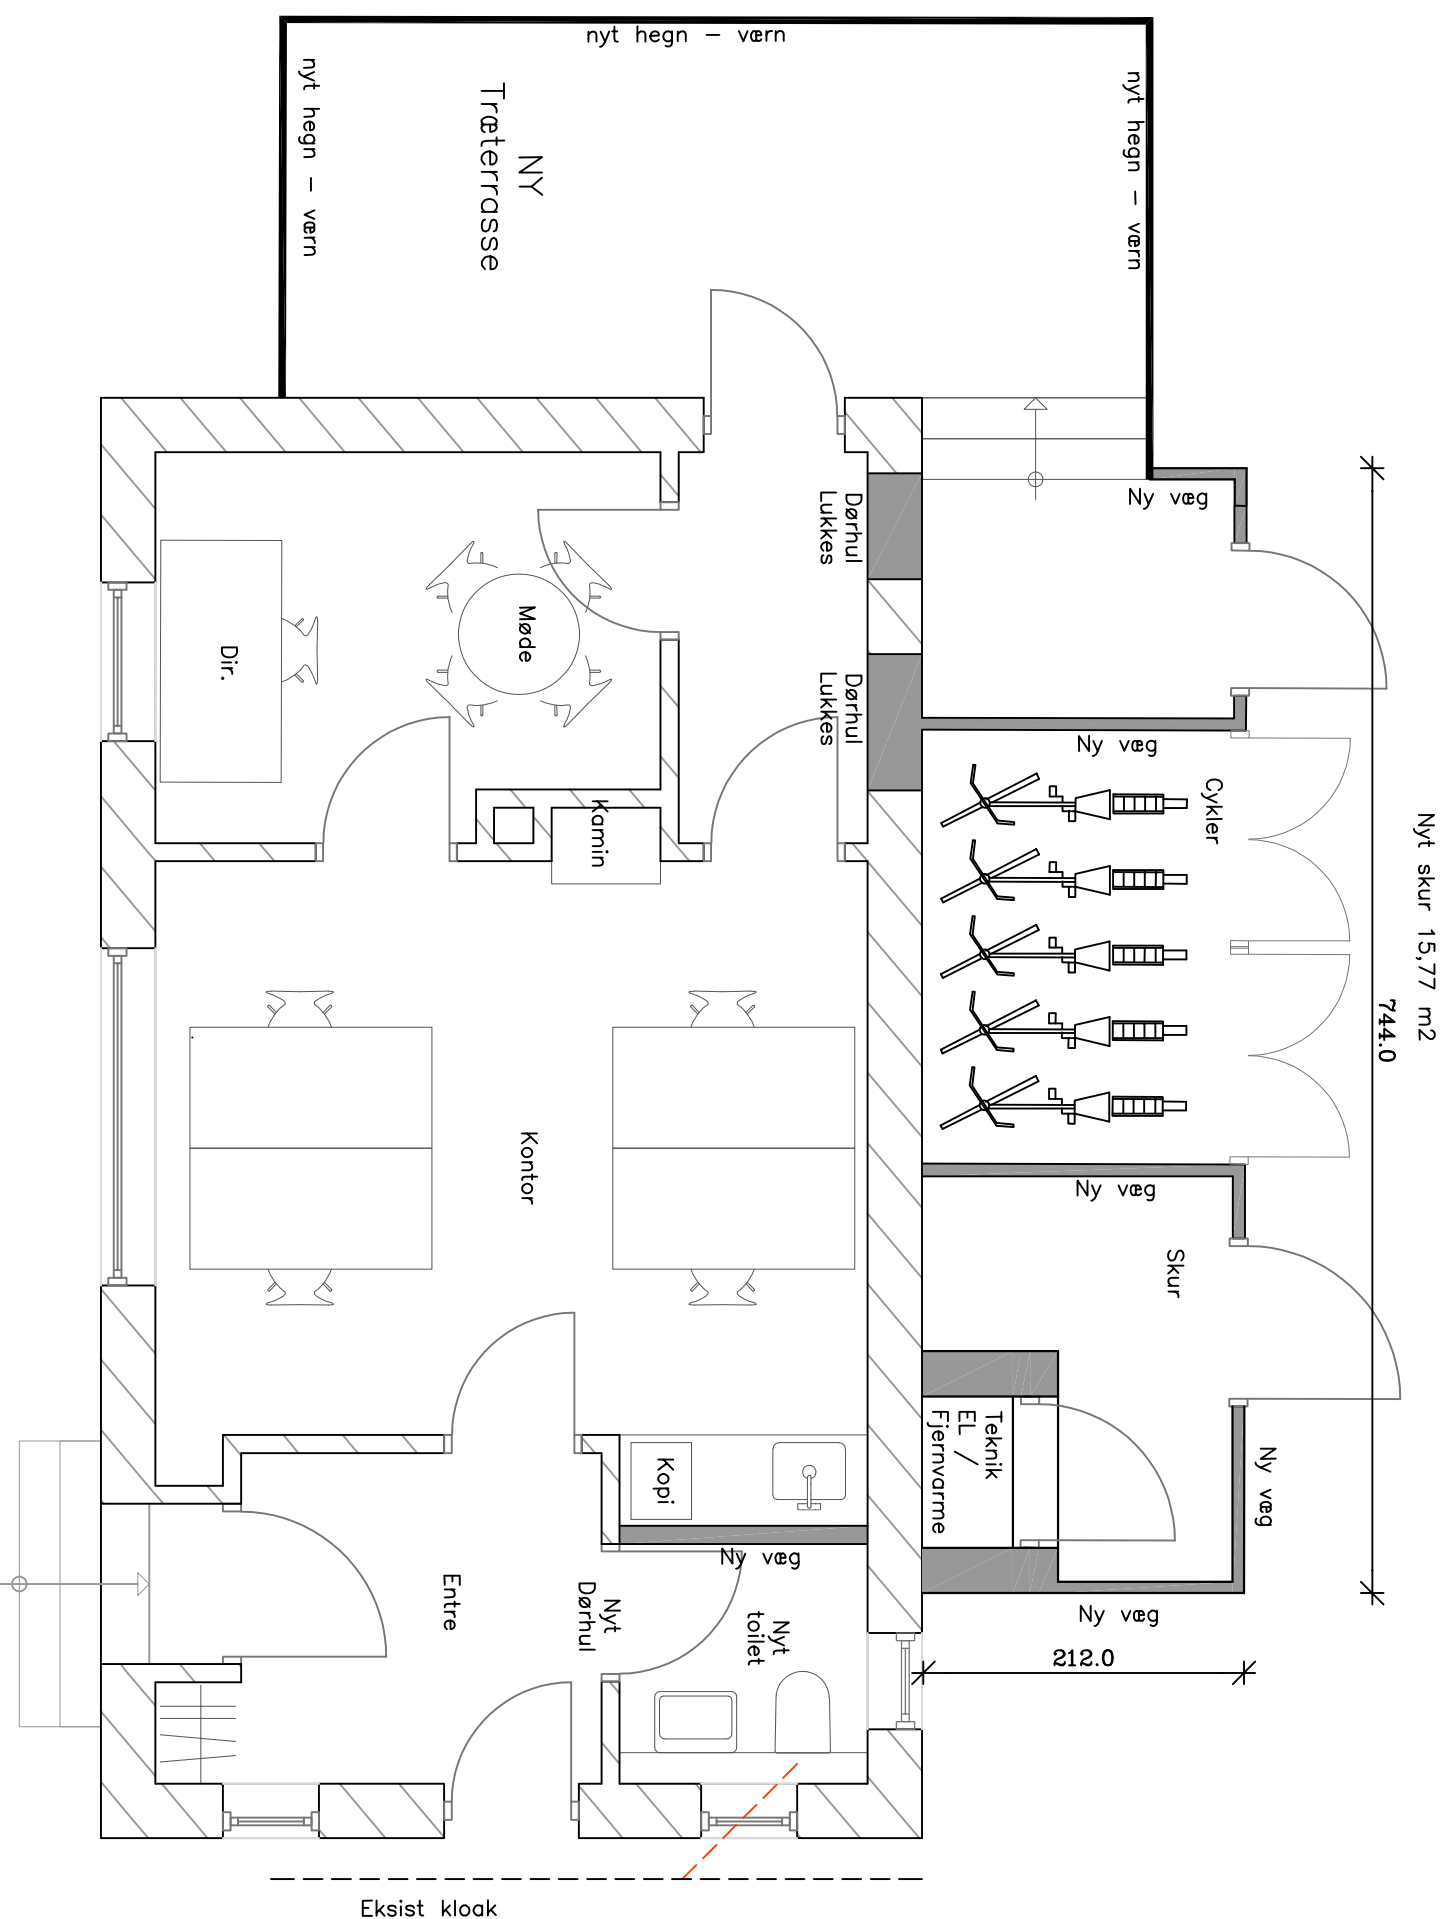 nyt hegn – værn
nyt hegn – værn
nyt hegn – værn
NY
Træterrasse
Ny væg
Dørhul
Lukkes
Møde
Dir.
Dørhul
Lukkes
Ny væg
Cykler
Kamin
Nyt skur 15,77 m2
744.0
Kontor
Ny væg
Skur
Teknik
EL /
Fjernvarme
Ny væg
Kopi
Ny væg
Entre
Nyt
Dørhul
Nyt
toilet
Ny væg
212.0
Eksist kloak